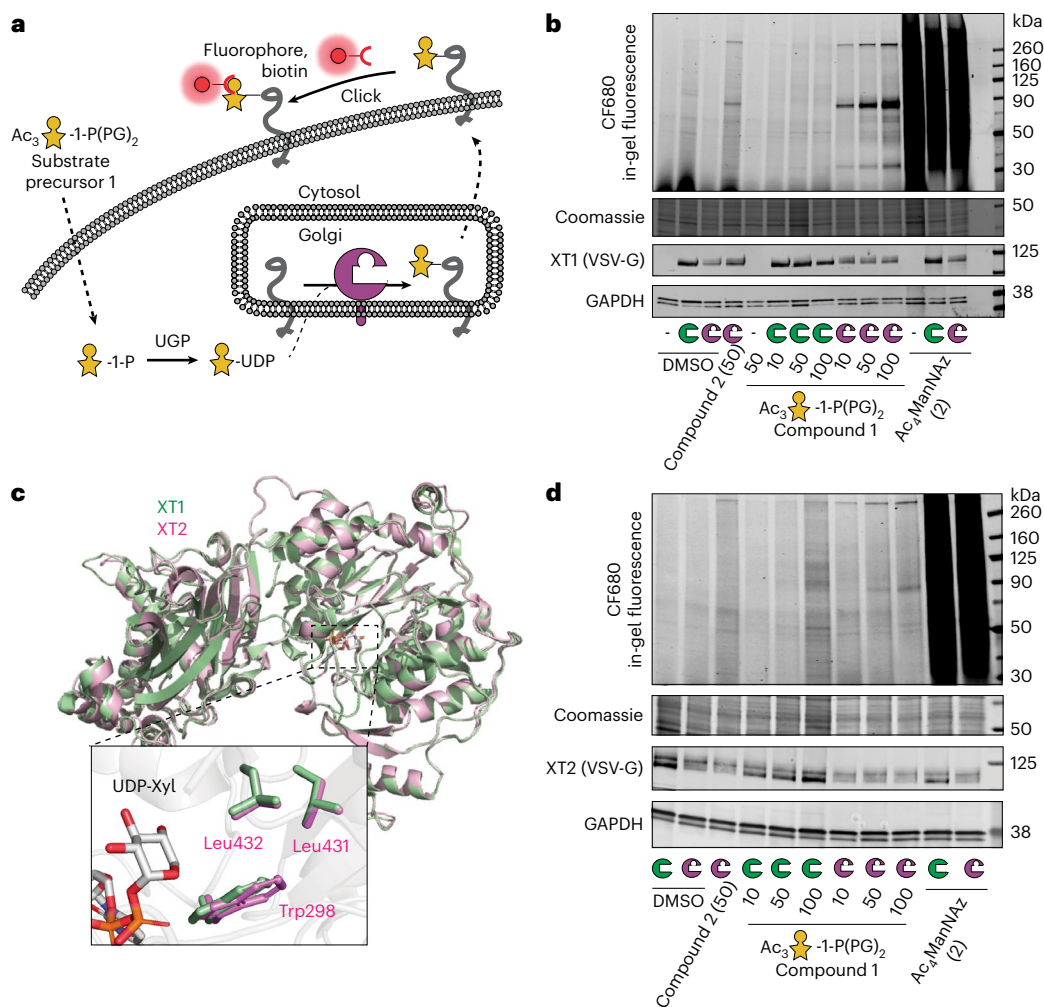 a
Fluorophore,
biotin
Click
Ac3 -1-P(PG)2
Substrate
precursor 1
Cytosol
Golgi
UGP
-1-P
-UDP
b
CF680
in-gel fluorescence
kDa
260
160
125
90
50
30
Coomassie
50
XT1 (VSV-G)
125
GAPDH
38
- - -
DMSO
Compound 2 (50)
50 10 50 100 10 50 100
Ac3 -1-P(PG)2
Compound 1
Ac4ManNAz
(2)
c
XT1
XT2
UDP-Xyl
Leu432
Leu431
Trp298
d
CF680
in-gel fluorescence
kDa
260
160
125
90
50
30
Coomassie
50
XT2 (VSV-G)
125
GAPDH
38
DMSO
Compound 2 (50)
10 50 100 10 50 100
Ac3 -1-P(PG)2
Compound 1
Ac4ManNAz
(2)